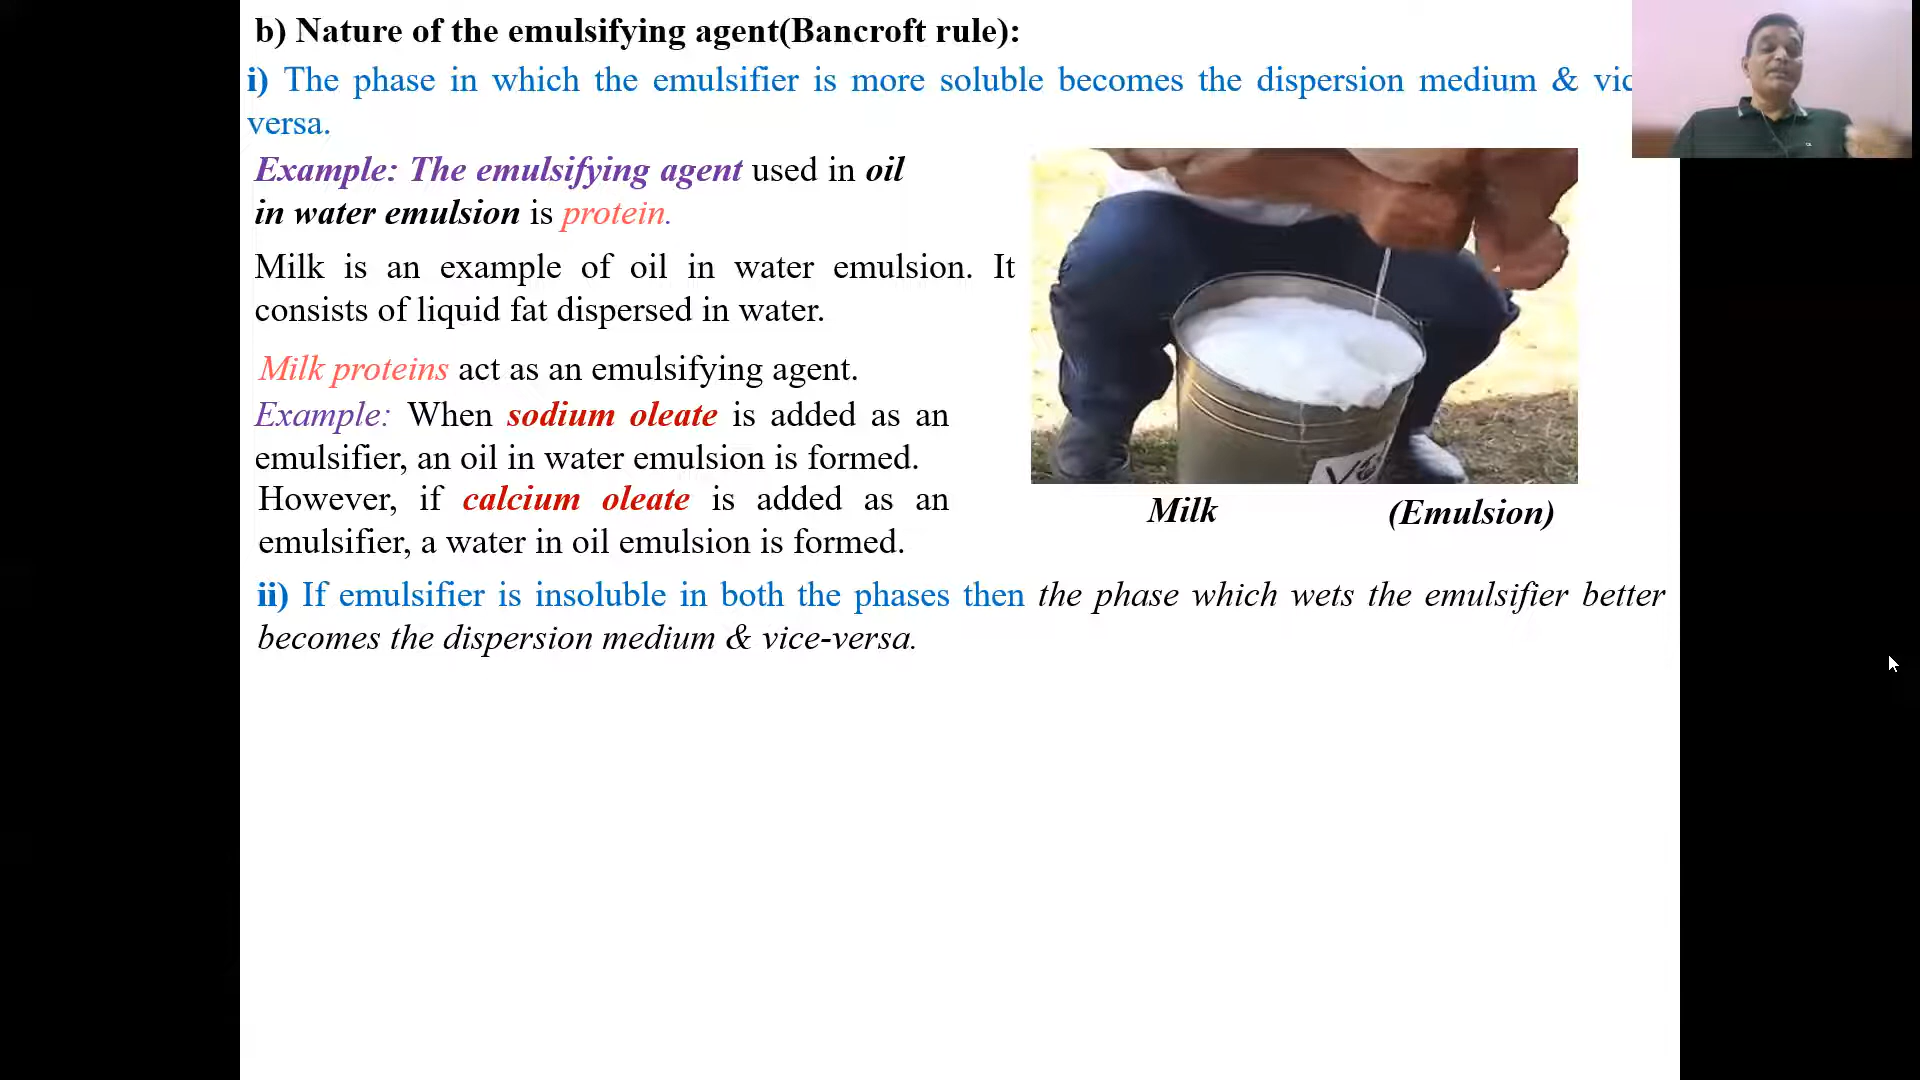 b) Nature of the emulsifying agent(Bancroft rule):
i) The phase in which the emulsifier is more soluble becomes the dispersion medium &
versa.
Example: The emulsifying agent used in oil
in water emulsion is protein.
Milk is an example of oil in water emulsion. It
consists of liquid fat dispersed in water.
Milk proteins act as an emulsifying agent.
Example: When sodium oleate is added as an
emulsifier, an oil in water emulsion is formed.
However, if calcium oleate is added as an
emulsifier, a water in oil emulsion is formed.
Milk (Emulsion)
ii) If emulsifier is insoluble in both the phases then the phase which wets the emulsifier better
becomes the dispersion medium & vice-versa.